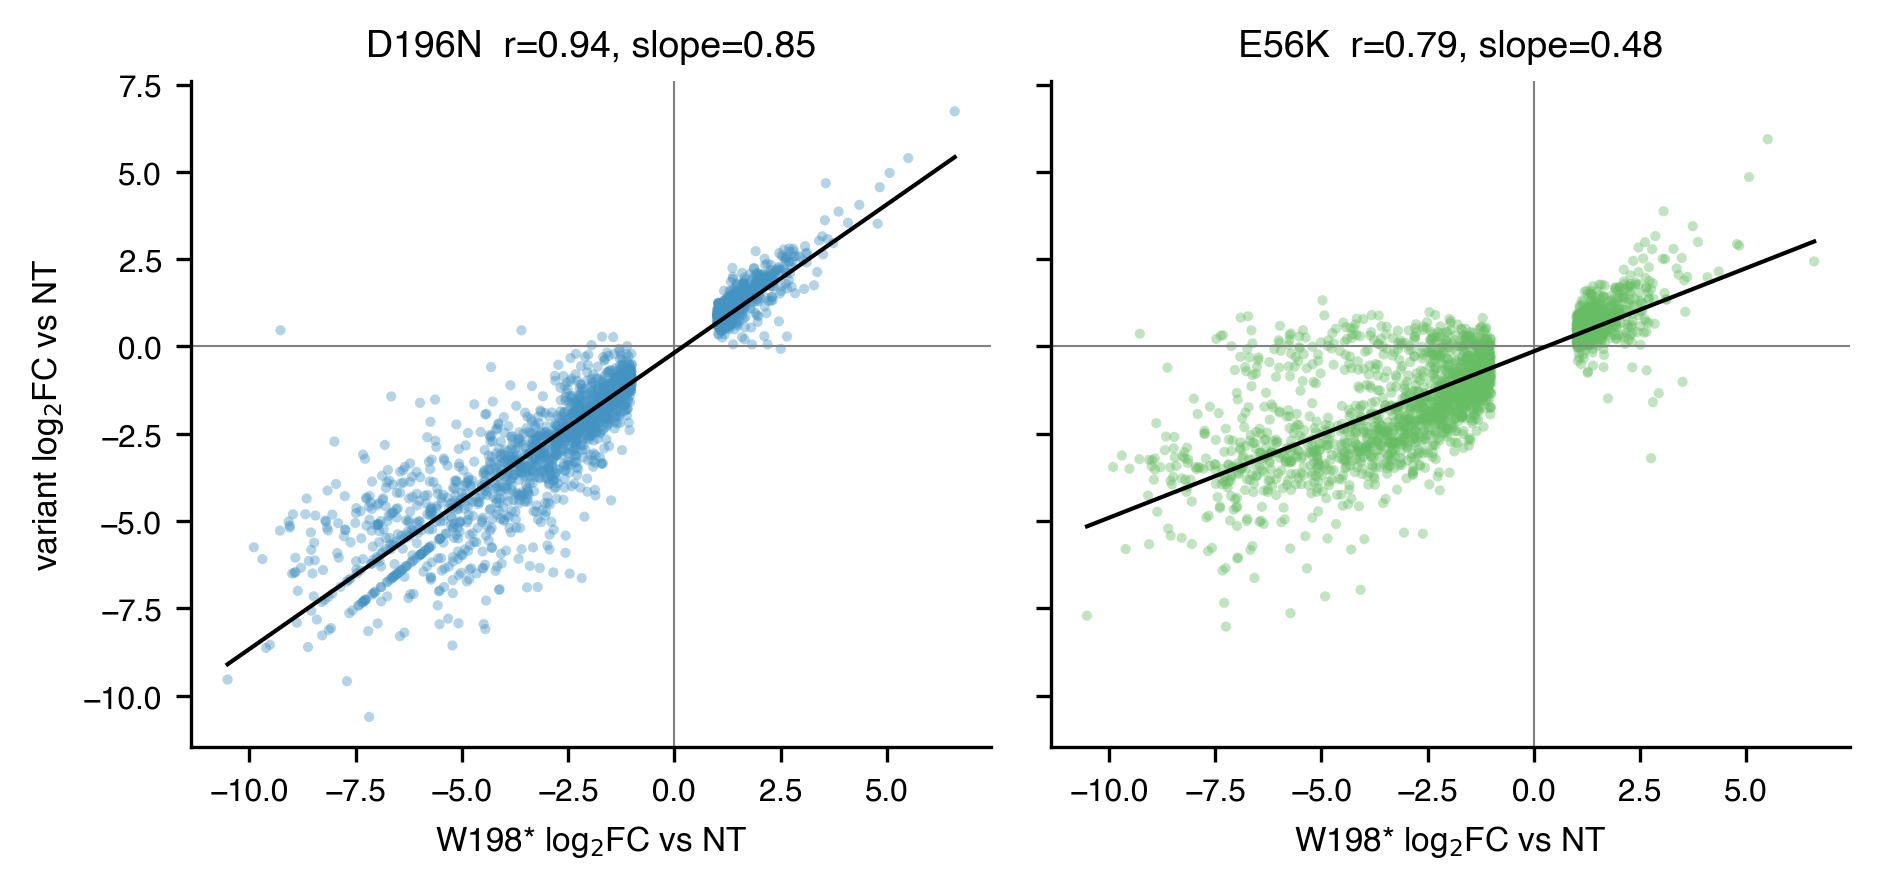 D196N  r=0.94, slope=0.85
E56K  r=0.79, slope=0.48
variant log₂FC vs NT
7.5
5.0
2.5
0.0
−2.5
−5.0
−7.5
−10.0
−10.0 −7.5 −5.0 −2.5 0.0 2.5 5.0
−10.0 −7.5 −5.0 −2.5 0.0 2.5 5.0
W198* log₂FC vs NT
W198* log₂FC vs NT